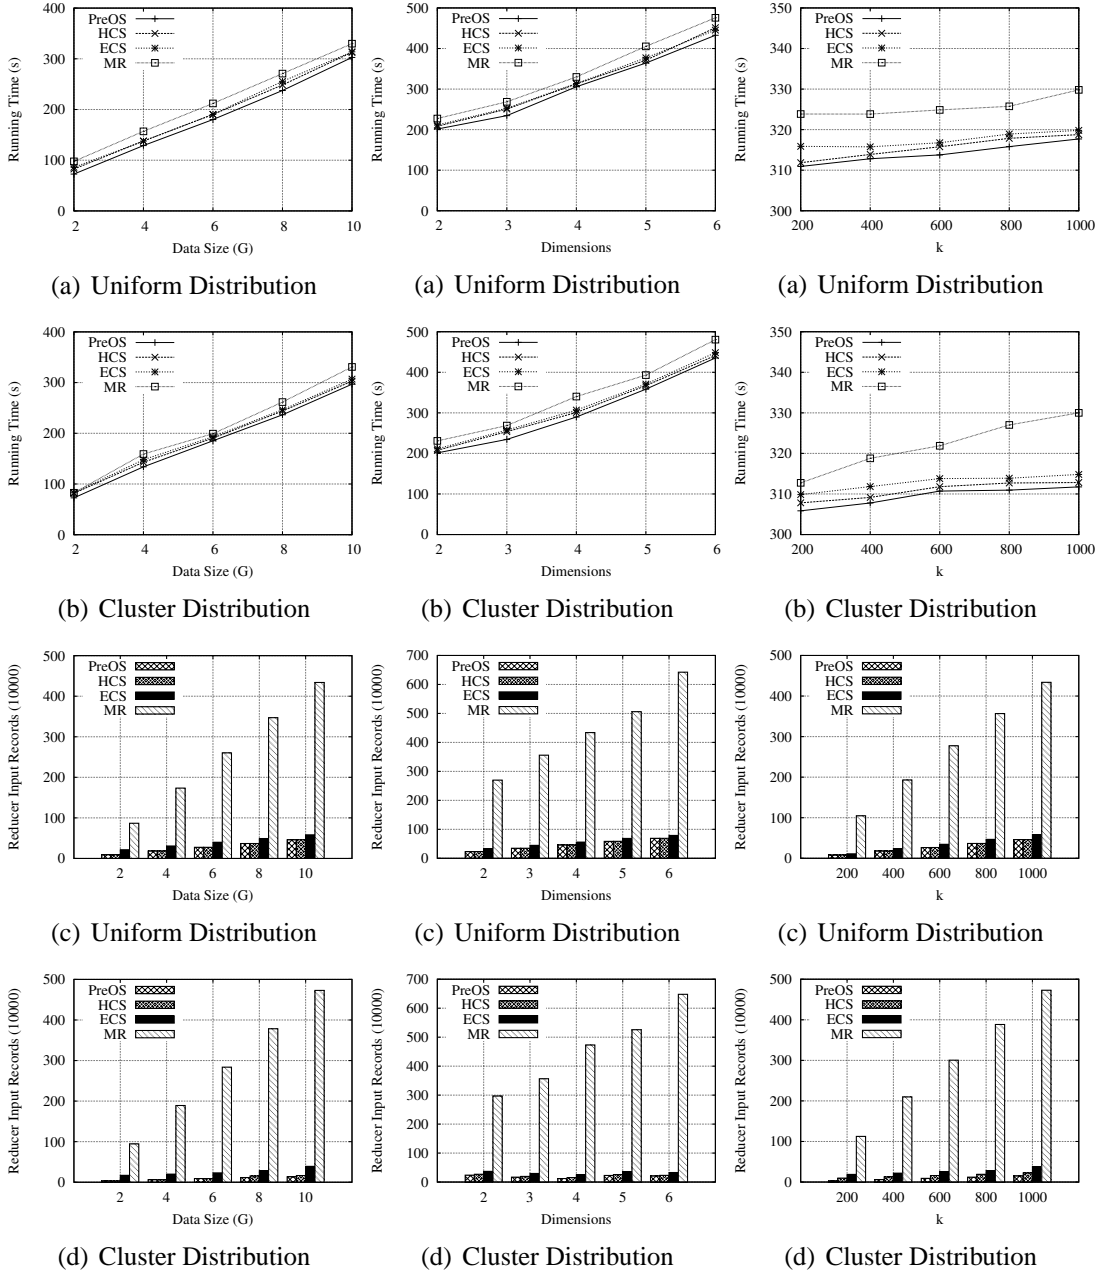 400
300
200
100
0
2
4
6
8
10
Running Time (s)
Data Size (G)
PreOS
HCS
ECS
MR
(a) Uniform Distribution
500
400
300
200
100
0
2
3
4
5
6
Running Time (s)
Dimensions
PreOS
HCS
ECS
MR
(a) Uniform Distribution
350
340
330
320
310
300
200
400
600
800
1000
Running Time (s)
k
PreOS
HCS
ECS
MR
(a) Uniform Distribution
400
300
200
100
0
2
4
6
8
10
Running Time (s)
Data Size (G)
PreOS
HCS
ECS
MR
(b) Cluster Distribution
500
400
300
200
100
0
2
3
4
5
6
Running Time (s)
Dimensions
PreOS
HCS
ECS
MR
(b) Cluster Distribution
350
340
330
320
310
300
200
400
600
800
1000
Running Time (s)
k
PreOS
HCS
ECS
MR
(b) Cluster Distribution
500
400
300
200
100
0
2
4
6
8
10
Reducer Input Records (10000)
Data Size (G)
PreOS
HCS
ECS
MR
(c) Uniform Distribution
700
600
500
400
300
200
100
0
2
3
4
5
6
Reducer Input Records (10000)
Dimensions
PreOS
HCS
ECS
MR
(c) Uniform Distribution
500
400
300
200
100
0
200
400
600
800
1000
Reducer Input Records (10000)
k
PreOS
HCS
ECS
MR
(c) Uniform Distribution
500
400
300
200
100
0
2
4
6
8
10
Reducer Input Records (10000)
Data Size (G)
PreOS
HCS
ECS
MR
(d) Cluster Distribution
700
600
500
400
300
200
100
0
2
3
4
5
6
Reducer Input Records (10000)
Dimensions
PreOS
HCS
ECS
MR
(d) Cluster Distribution
500
400
300
200
100
0
200
400
600
800
1000
Reducer Input Records (10000)
k
PreOS
HCS
ECS
MR
(d) Cluster Distribution